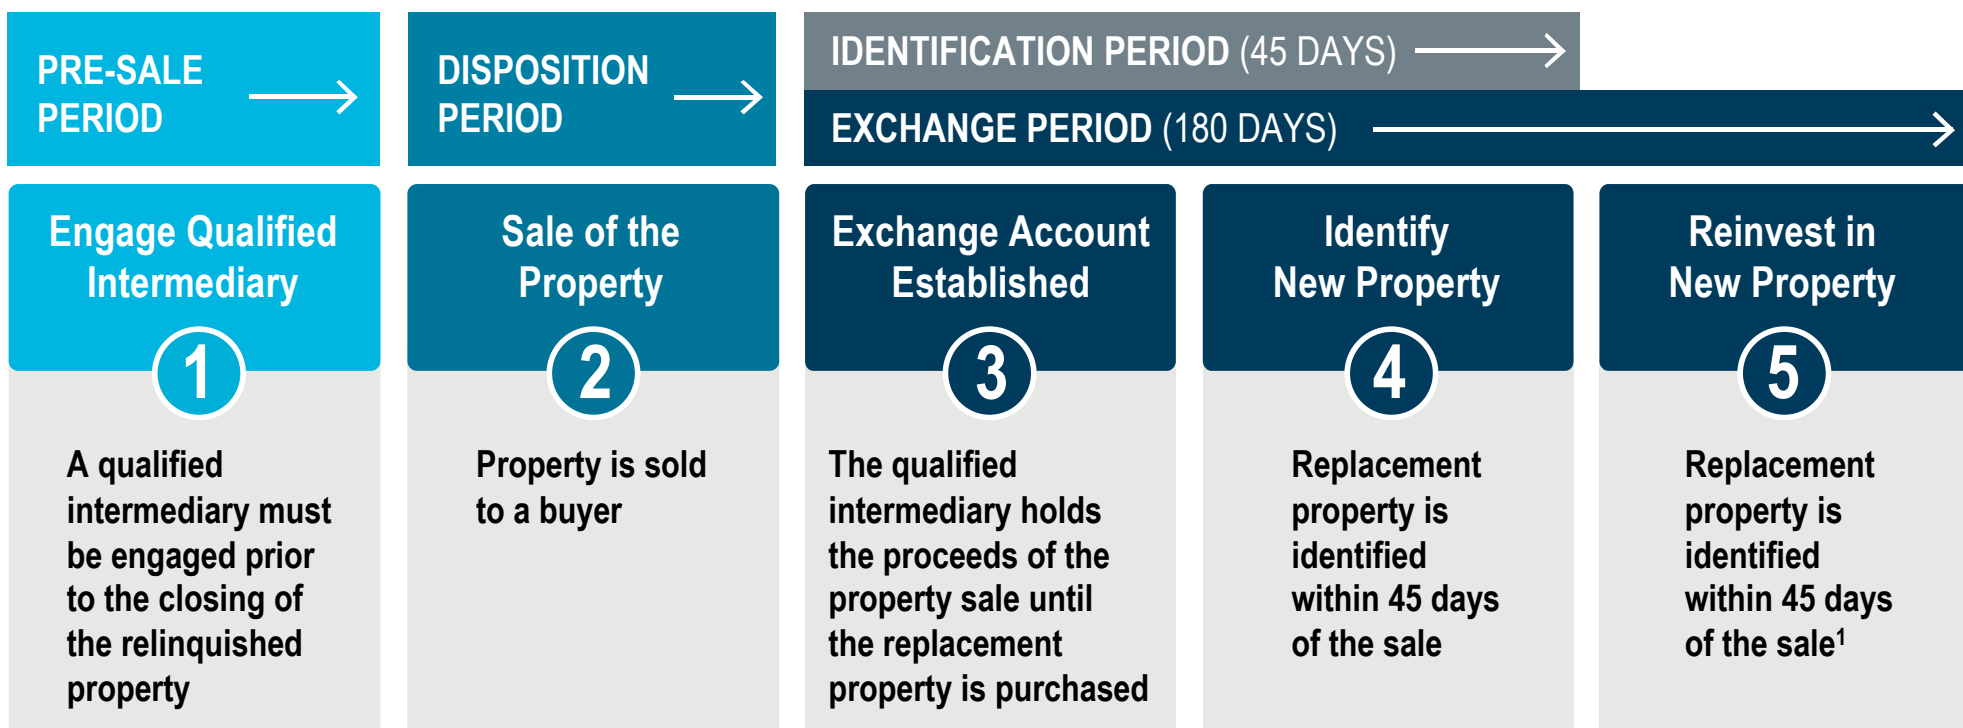 PRE-SALE
PERIOD
DISPOSITION
PERIOD
IDENTIFICATION PERIOD (45 DAYS)
EXCHANGE PERIOD (180 DAYS)
Engage Qualified
Intermediary
1
A qualified
intermediary must
be engaged prior
to the closing of
the relinquished
property
Sale of the
Property
2
Property is sold
to a buyer
Exchange Account
Established
3
The qualified
intermediary holds
the proceeds of the
property sale until
the replacement
property is purchased
Identify
New Property
4
Replacement
property is
identified
within 45 days
of the sale
Reinvest in
New Property
5
Replacement
property is
identified
within 45 days
of the sale¹